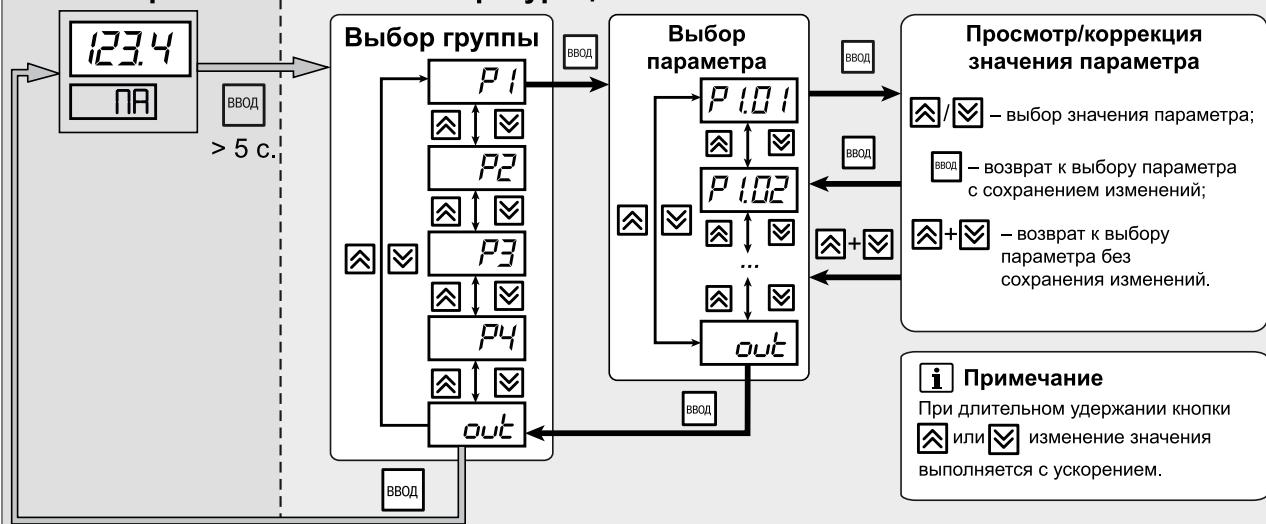 123.4
ПА
ВВОД
> 5 с.
Выбор группы
P1
P2
P3
P4
out
ВВОД
ВВОД
Выбор
параметра
P1.01
P1.02
...
out
ВВОД
ВВОД
ВВОД
+
Просмотр/коррекция
значения параметра
/ – выбор значения параметра;
ВВОД – возврат к выбору параметра
с сохранением изменений;
+ – возврат к выбору
параметра без
сохранения изменений.
i Примечание
При длительном удержании кнопки
или изменение значения
выполняется с ускорением.